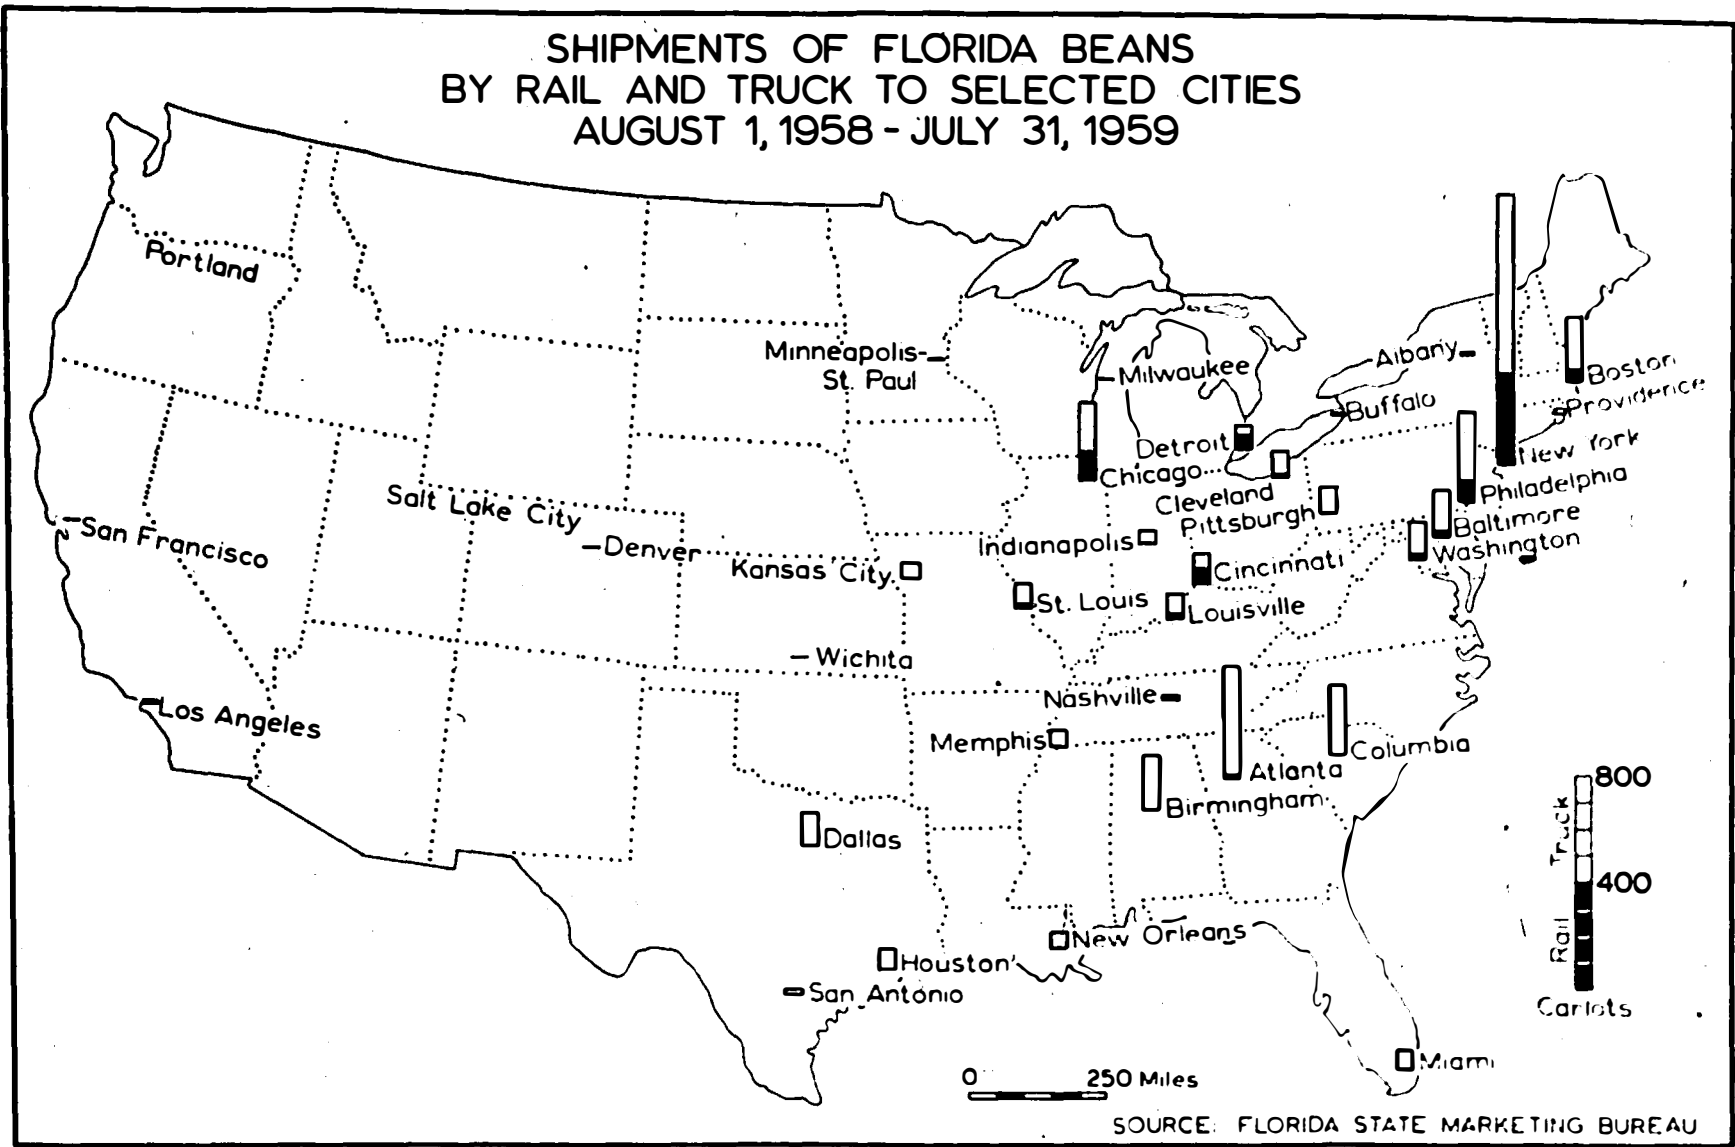 SHIPMENTS OF FLORIDA BEANS
BY RAIL AND TRUCK TO SELECTED CITIES
AUGUST 1, 1958 - JULY 31, 1959
Portland
Minneapolis-
St. Paul
Milwaukee
Albany
Boston
Providence
Buffalo
Detroit
Chicago
New York
Cleveland
Philadelphia
Pittsburgh
Baltimore
Salt Lake City
San Francisco
Denver
Indianapolis
Washington
Kansas City
Cincinnati
St. Louis
Louisville
Wichita
Nashville
Los Angeles
Memphis
Columbia
Atlanta
Birmingham
Dallas
800
Truck
400
Rail
Carlots
New Orleans
Houston
San Antonio
Miami
0 250 Miles
SOURCE: FLORIDA STATE MARKETING BUREAU